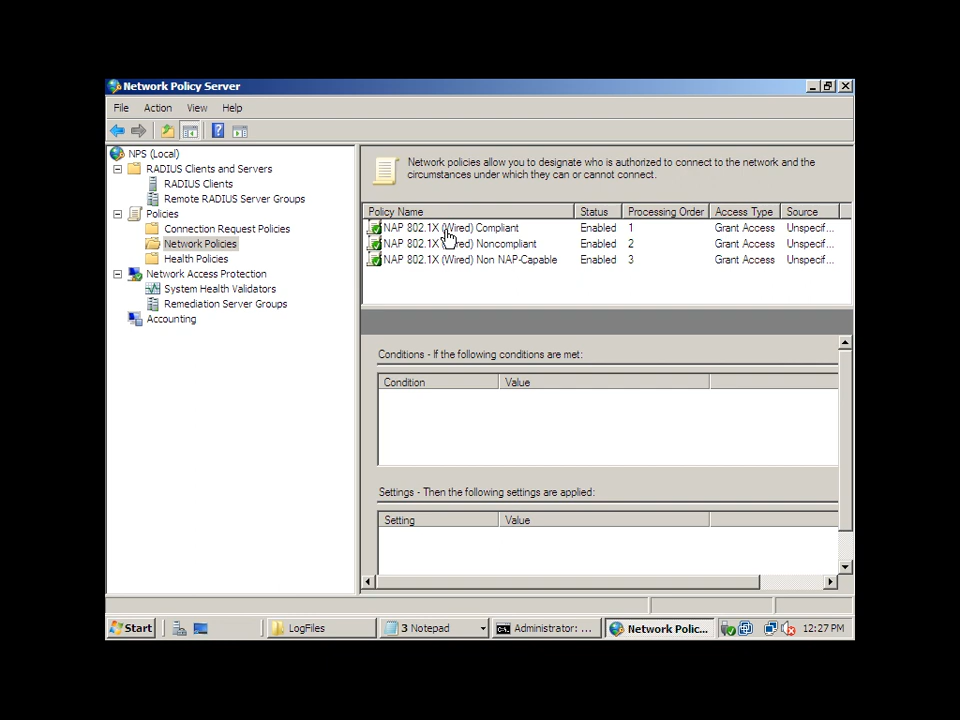 Network Policy Server
File Action View Help
NPS (Local)
RADIUS Clients and Servers
RADIUS Clients
Remote RADIUS Server Groups
Policies
Connection Request Policies
Network Policies
Health Policies
Network Access Protection
System Health Validators
Remediation Server Groups
Accounting
Network policies allow you to designate who is authorized to connect to the network and the
circumstances under which they can or cannot connect.
Policy Name Status Processing Order Access Type Source
NAP 802.1X (Wired) Compliant Enabled 1 Grant Access Unspecif...
NAP 802.1X (Wired) Noncompliant Enabled 2 Grant Access Unspecif...
NAP 802.1X (Wired) Non NAP-Capable Enabled 3 Grant Access Unspecif...
Conditions - If the following conditions are met:
Condition Value
Settings - Then the following settings are applied:
Setting Value
Start LogFiles 3 Notepad Administrator: ... Network Polic... 12:27 PM